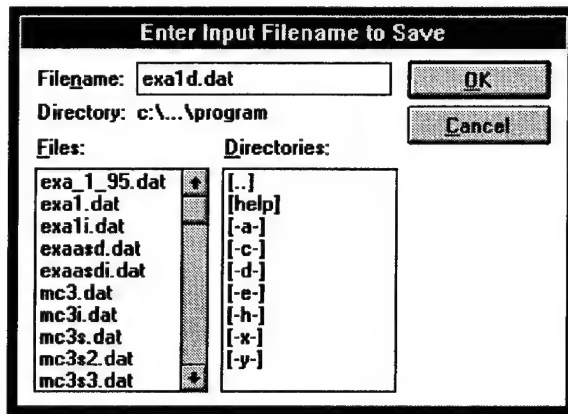 Enter Input Filename to Save
Filename: exa1d.dat
OK
Directory: c:\...\program
Cancel
Files:
Directories:
exa_1_95.dat
exa1.dat
exa1i.dat
exaasd.dat
exaasdi.dat
mc3.dat
mc3i.dat
mc3s.dat
mc3s2.dat
mc3s3.dat
[..]
[help]
[-a-]
[-c-]
[-d-]
[-e-]
[-h-]
[-x-]
[-y-]